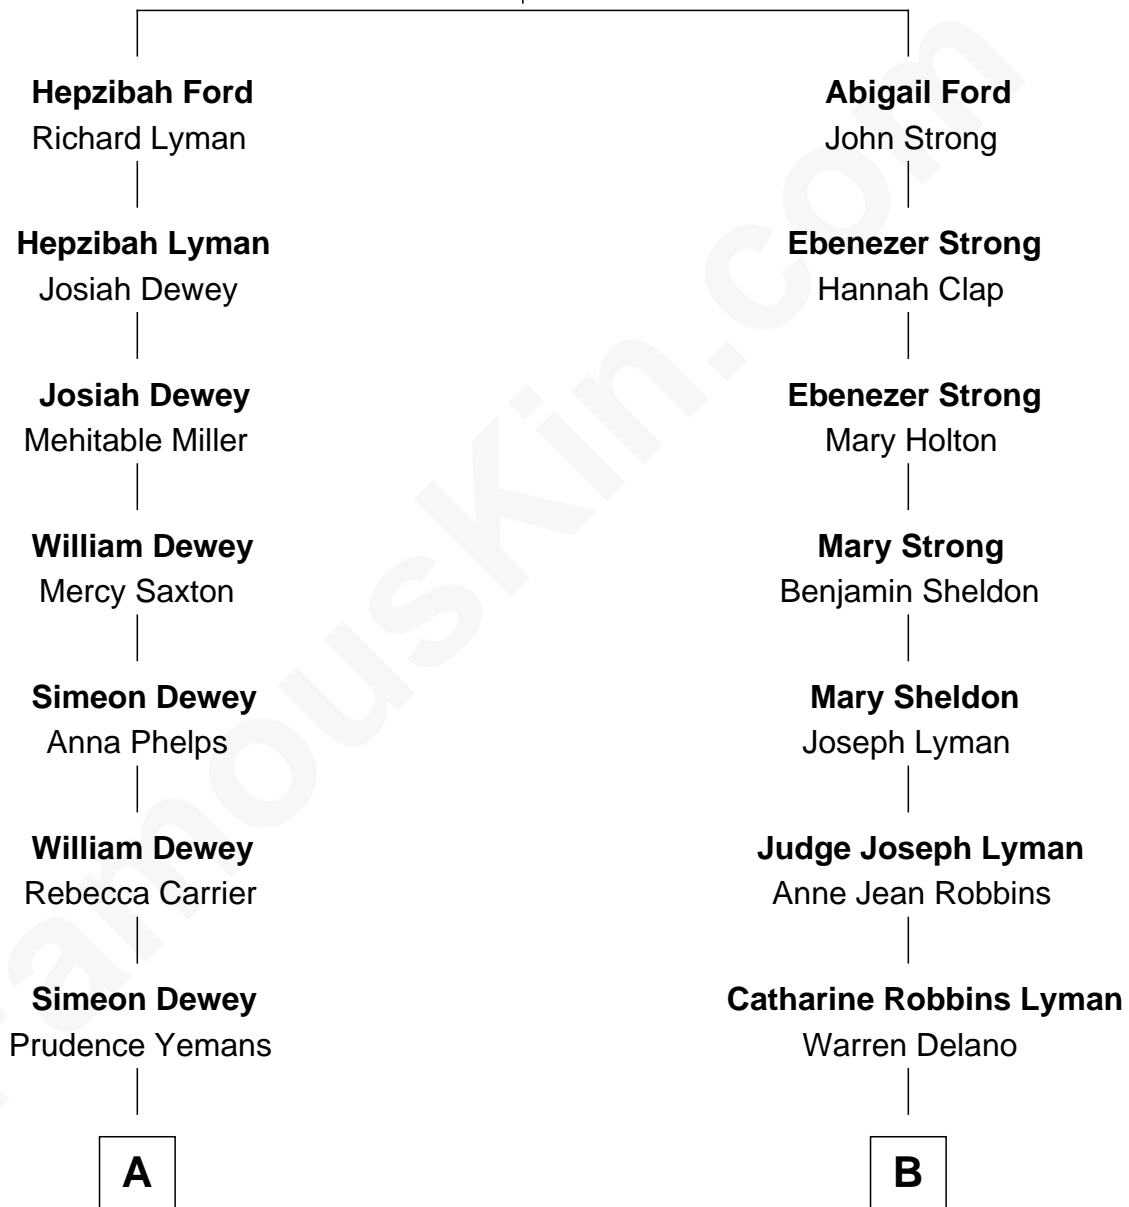 Hepzibah Ford
Richard Lyman
Hepzibah Lyman
Josiah Dewey
Josiah Dewey
Mehitable Miller
William Dewey
Mercy Saxton
Simeon Dewey
Anna Phelps
William Dewey
Rebecca Carrier
Simeon Dewey
Prudence Yemans
A
Abigail Ford
John Strong
Ebenezer Strong
Hannah Clap
Ebenezer Strong
Mary Holton
Mary Strong
Benjamin Sheldon
Mary Sheldon
Joseph Lyman
Judge Joseph Lyman
Anne Jean Robbins
Catharine Robbins Lyman
Warren Delano
B
FamousKin.com